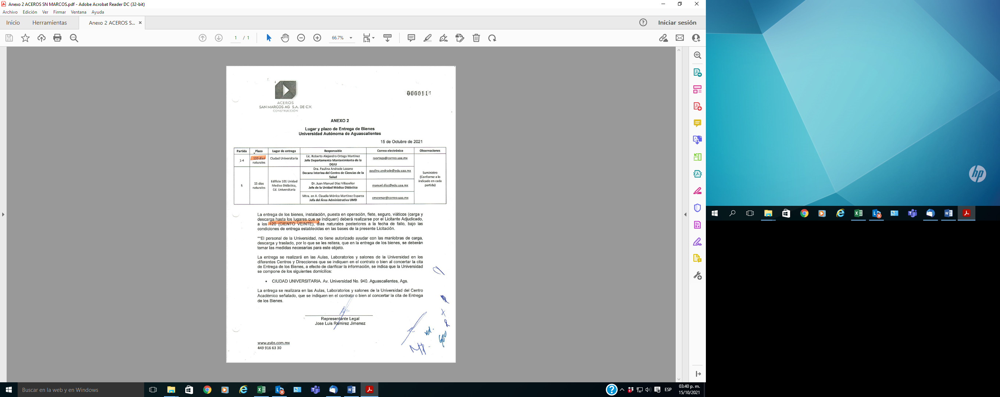 Anexo 2 ACEROS SN MARCOS.pdf - Adobe Acrobat Reader DC (32-bit)
Archivo Edición Ver Firmar Ventana Ayuda
Inicio Herramientas Anexo 2 ACEROS S... × Iniciar sesión
1 / 1 66.7%
ACEROS
SAN MARCOS AG S.A. DE C.V.
CONSTRUCCIÓN
0000111
ANEXO 2
Lugar y plazo de Entrega de Bienes
Universidad Autónoma de Aguascalientes
15 de Octubre de 2021
Partida Plazo Lugar de entrega Responsable Correo electrónico Observaciones
1-4 120 días naturales Ciudad Universitaria Lic. Roberto Alejandro Ortega Martínez Jefe Departamento Mantenimiento de la DGIU raortega@correo.uaa.mx
5 15 días naturales Edificio 101 Unidad Medico Didáctica, Cd. Universitaria
Dra. Paulina Andrade Lozano Decana Interina del Centro de Ciencias de la Salud paulina.andrade@edu.uaa.mx
Dr. Juan Manuel Díaz Villaseñor Jefe de la Unidad Médico Didáctica manuel.diaz@edu.uaa.mx
Mtra. en A. Claudia Mónica Martínez Esparza Jefa del Área Administrativa UMD cmonmar@correo.uaa.mx
Suministro (Conforme a lo indicado en cada partida)
La entrega de los bienes, instalación, puesta en operación, flete, seguro, viáticos (carga y
descarga hasta los lugares que se indiquen) deberá realizarse por el Licitante Adjudicado,
a los 120 (CIENTO VEINTE), días naturales posteriores a la fecha de fallo, bajo las
condiciones de entrega establecidas en las bases de la presente Licitación.
**El personal de la Universidad, no tiene autorizado ayudar con las maniobras de carga,
descarga y traslado, por lo que se les reitera, que en la entrega de los bienes, se deberán
tomar las medidas necesarias para este objeto.
La entrega se realizará en las Aulas, Laboratorios y salones de la Universidad en los
diferentes Centros y Direcciones que se indiquen en el contrato o bien al concertar la cita
de Entrega de los Bienes, a efecto de clarificar la información, se indica que la Universidad
se compone de los siguientes domicilios:
• CIUDAD UNIVERSITARIA. Av. Universidad No. 940. Aguascalientes, Ags.
La entrega se realizara en las Aulas, Laboratorios y salones de la Universidad del Centro
Académico señalado, que se indiquen en el contrato o bien al concertar la cita de Entrega
de los Bienes.
Representante Legal
Jose Luis Ramirez Jimenez
www.gubs.com.mx
449 916 63 30
hp
Buscar en la web y en Windows
ESP
03:40 p. m.
15/10/2021